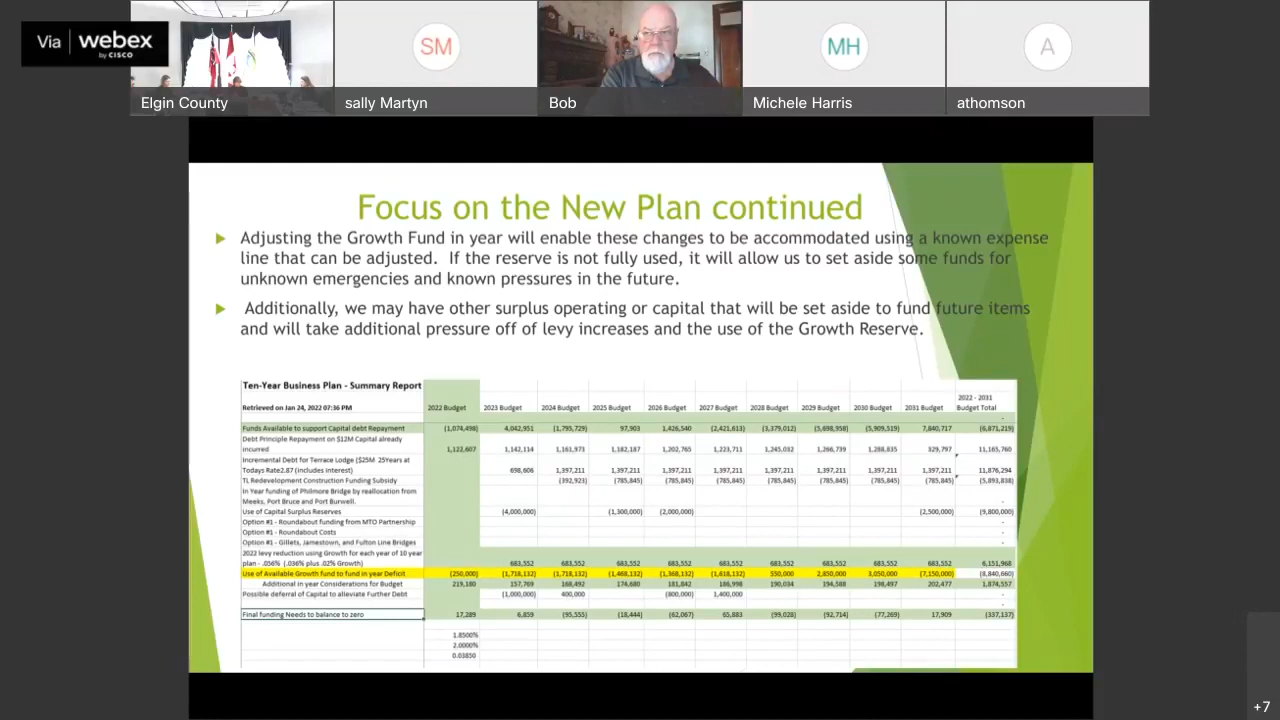 Via webex
by CISCO
SM
MH
A
Elgin County
sally Martyn
Bob
Michele Harris
athomson
Focus on the New Plan continued
Adjusting the Growth Fund in year will enable these changes to be accommodated using a known expense
line that can be adjusted. If the reserve is not fully used, it will allow us to set aside some funds for
unknown emergencies and known pressures in the future.
Additionally, we may have other surplus operating or capital that will be set aside to fund future items
and will take additional pressure off of levy increases and the use of the Growth Reserve.
Ten-Year Business Plan - Summary Report
2022 - 2031
Retrieved on Jan 24, 2022 07:36 PM 2022 Budget 2023 Budget 2024 Budget 2025 Budget 2026 Budget 2027 Budget 2028 Budget 2029 Budget 2030 Budget 2031 Budget Budget Total
-
Funds Available to support Capital debt Repayment (1,074,498) 4,042,951 (1,795,729) 97,903 1,426,540 (2,421,613) (3,379,012) (5,698,958) (5,909,519) 7,840,717 (6,871,219)
Debt Principle Repayment on $12M Capital already
incurred 1,122,607 1,142,114 1,161,973 1,182,187 1,202,765 1,223,711 1,245,032 1,266,739 1,288,835 329,797 11,165,760
Incremental Debt for Terrace Lodge ($25M 25Years at
Todays Rate2.87 (includes interest) 698,606 1,397,211 1,397,211 1,397,211 1,397,211 1,397,211 1,397,211 1,397,211 1,397,211 11,876,294
TL Redevelopment Construction Funding Subsidy (392,923) (785,845) (785,845) (785,845) (785,845) (785,845) (785,845) (785,845) (5,893,838)
In Year funding of Philmore Bridge by reallocation from
Meeks, Port Bruce and Port Burwell. -
Use of Capital Surplus Reserves (4,000,000) (1,300,000) (2,000,000) (2,500,000) (9,800,000)
Option #1 - Roundabout funding from MTO Partnership -
Option #1 - Roundabout Costs -
Option #1 - Gillets, Jamestown, and Fulton Line Bridges -
2022 levy reduction using Growth for each year of 10 year
plan - .056% (.036% plus .02% Growth) 683,552 683,552 683,552 683,552 683,552 683,552 683,552 683,552 683,552 6,151,968
Use of Available Growth fund to fund in year Deficit (250,000) (1,718,132) (1,718,132) (1,468,132) (1,368,132) (1,618,132) 550,000 2,850,000 3,050,000 (7,150,000) (8,840,660)
Additional in year Considerations for Budget 219,180 157,769 168,492 174,680 181,842 186,998 190,034 194,588 198,497 202,477 1,874,557
Possible deferral of Capital to alleviate Further Debt (1,000,000) 400,000 (800,000) 1,400,000 -
-
Final funding Needs to balance to zero 17,289 6,859 (95,555) (18,444) (62,067) 65,883 (99,028) (92,714) (77,269) 17,909 (337,137)
1.8500%
2.0000%
0.03850
+7